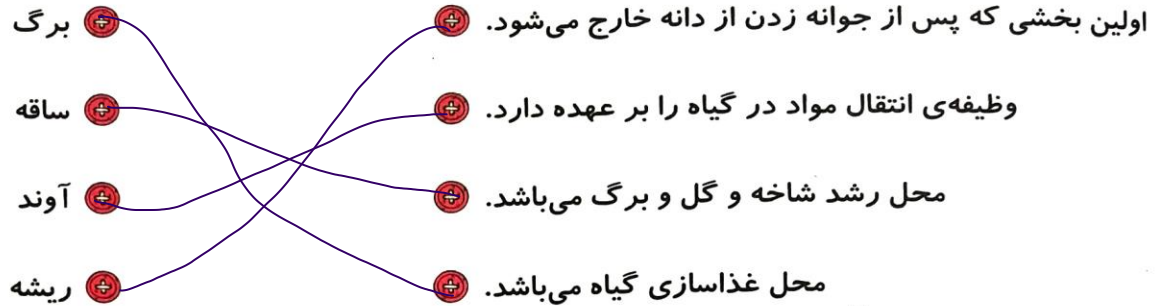 اولین بخشی که پس از جوانه زدن از دانه خارج می‌شود. برگ
وظیفه‌ی انتقال مواد در گیاه را بر عهده دارد. ساقه
محل رشد شاخه و گل و برگ می‌باشد. آوند
محل غذاسازی گیاه می‌باشد. ریشه